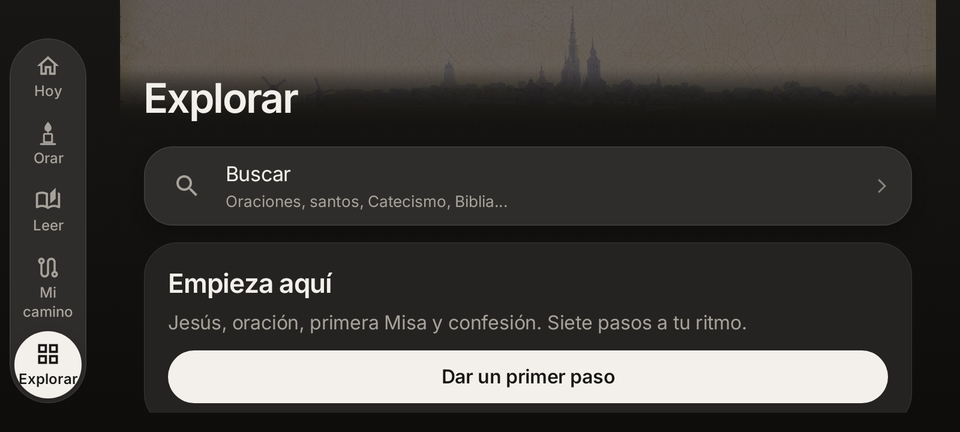 Hoy
Orar
Leer
Mi
camino
Explorar
Explorar
Buscar
Oraciones, santos, Catecismo, Biblia...
Empieza aquí
Jesús, oración, primera Misa y confesión. Siete pasos a tu ritmo.
Dar un primer paso